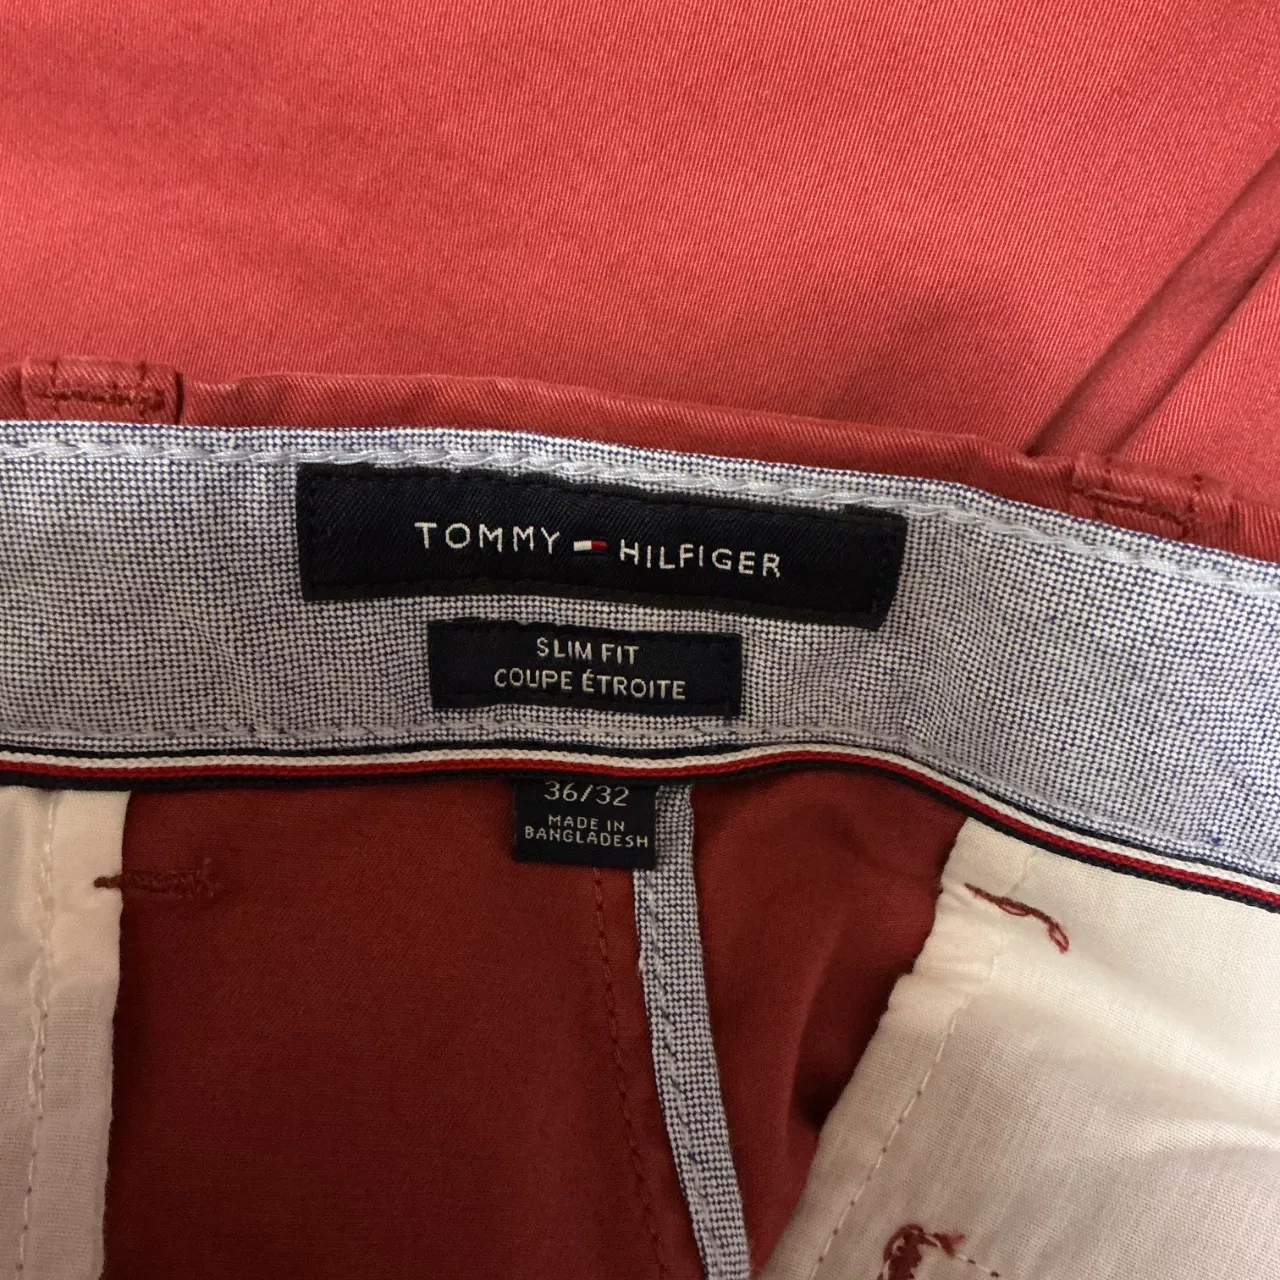 TOMMY HILFIGER
SLIM FIT
COUPE ÉTROITE
36/32
MADE IN
BANGLADESH